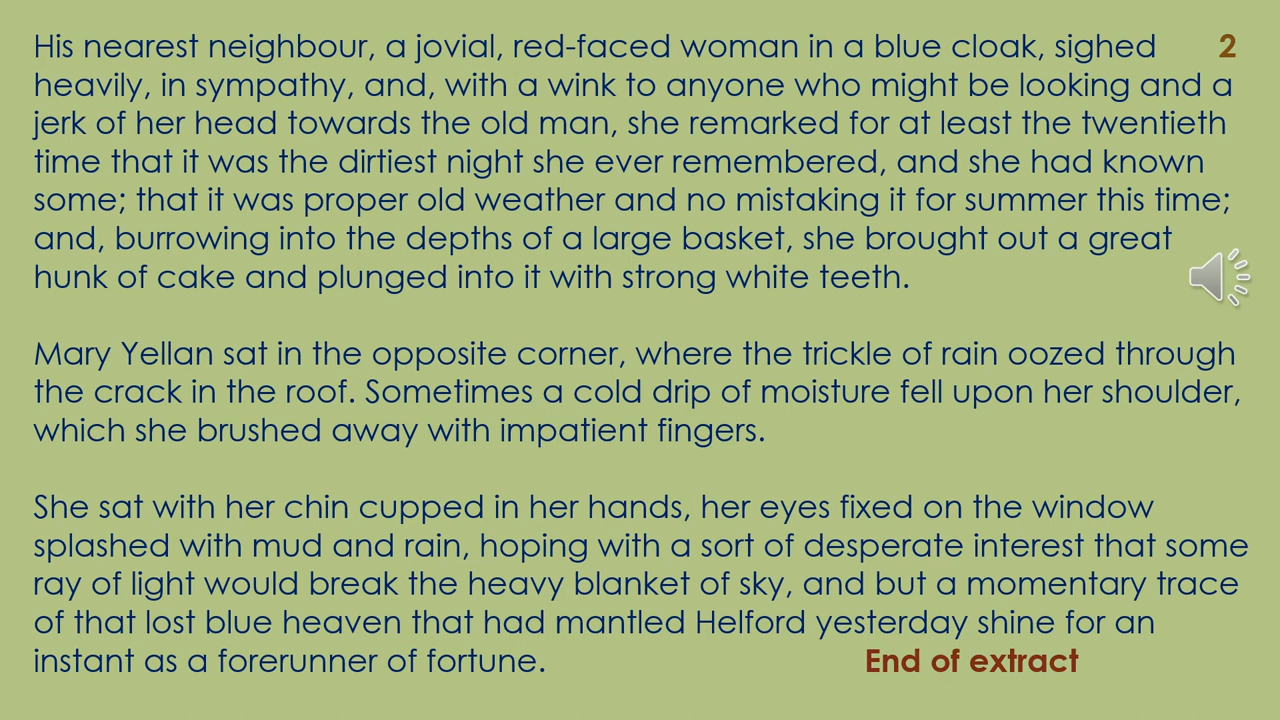 His nearest neighbour, a jovial, red-faced woman in a blue cloak, sighed 2
heavily, in sympathy, and, with a wink to anyone who might be looking and a
jerk of her head towards the old man, she remarked for at least the twentieth
time that it was the dirtiest night she ever remembered, and she had known
some; that it was proper old weather and no mistaking it for summer this time;
and, burrowing into the depths of a large basket, she brought out a great
hunk of cake and plunged into it with strong white teeth.
Mary Yellan sat in the opposite corner, where the trickle of rain oozed through
the crack in the roof. Sometimes a cold drip of moisture fell upon her shoulder,
which she brushed away with impatient fingers.
She sat with her chin cupped in her hands, her eyes fixed on the window
splashed with mud and rain, hoping with a sort of desperate interest that some
ray of light would break the heavy blanket of sky, and but a momentary trace
of that lost blue heaven that had mantled Helford yesterday shine for an
instant as a forerunner of fortune. End of extract